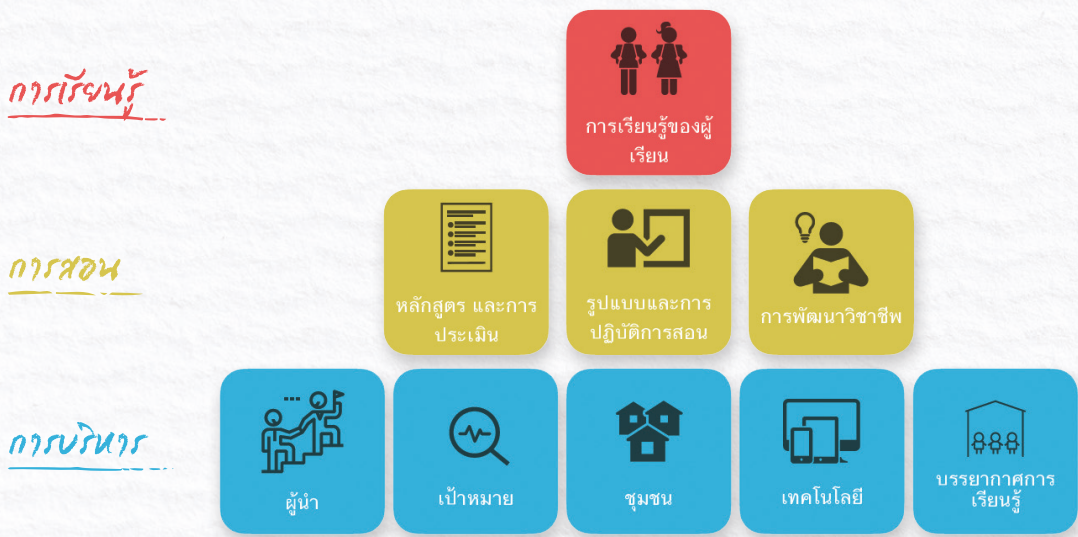 การเรียนรู้
การเรียนรู้ของผู้
เรียน
การสอน
หลักสูตร และการ
ประเมิน
รูปแบบและการ
ปฏิบัติการสอน
การพัฒนาวิชาชีพ
การบริหาร
ผู้นำ
เป้าหมาย
ชุมชน
เทคโนโลยี
บรรยากาศการ
เรียนรู้